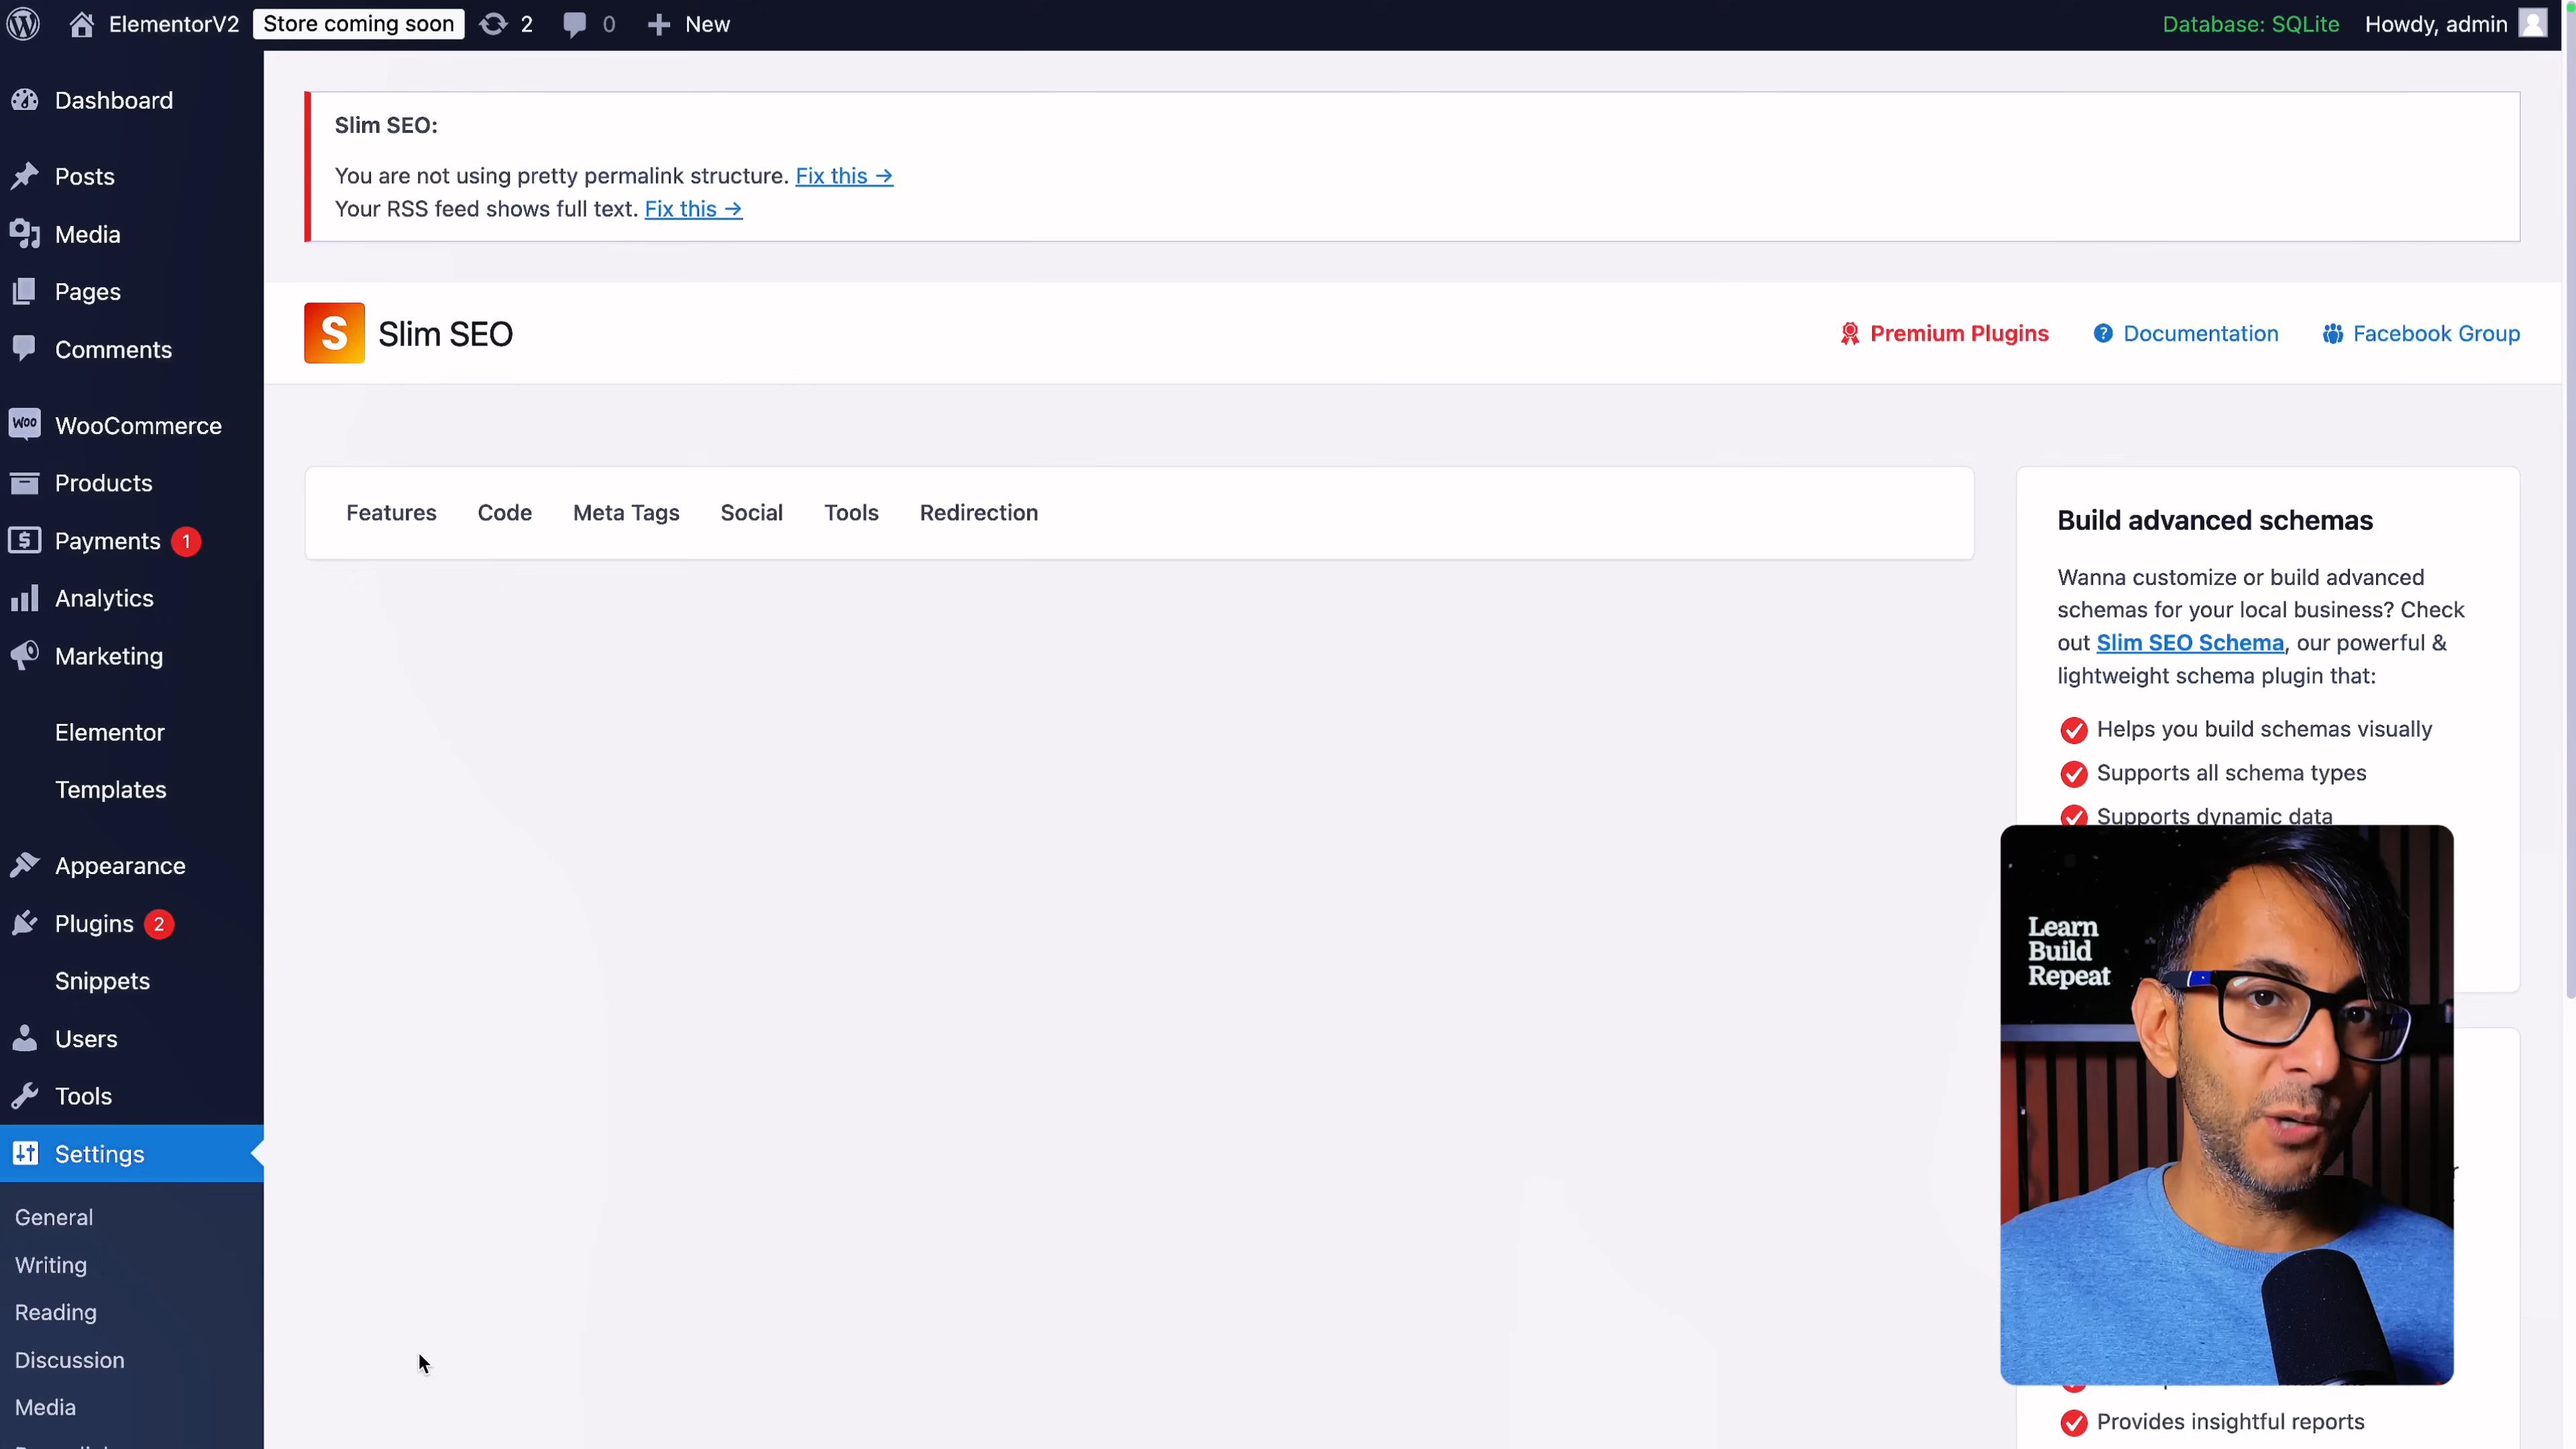 ElementorV2
Store coming soon
2
0
New
Database: SQLite
Howdy, admin
Dashboard
Posts
Media
Pages
Comments
WooCommerce
Products
Payments 1
Analytics
Marketing
Elementor
Templates
Appearance
Plugins 2
Snippets
Users
Tools
Settings
General
Writing
Reading
Discussion
Media
Slim SEO:
You are not using pretty permalink structure. Fix this →
Your RSS feed shows full text. Fix this →
S Slim SEO
Premium Plugins
Documentation
Facebook Group
Features
Code
Meta Tags
Social
Tools
Redirection
Build advanced schemas
Wanna customize or build advanced
schemas for your local business? Check
out Slim SEO Schema, our powerful &
lightweight schema plugin that:
Helps you build schemas visually
Supports all schema types
Supports dynamic data
Learn
Build
Repeat
Provides insightful reports